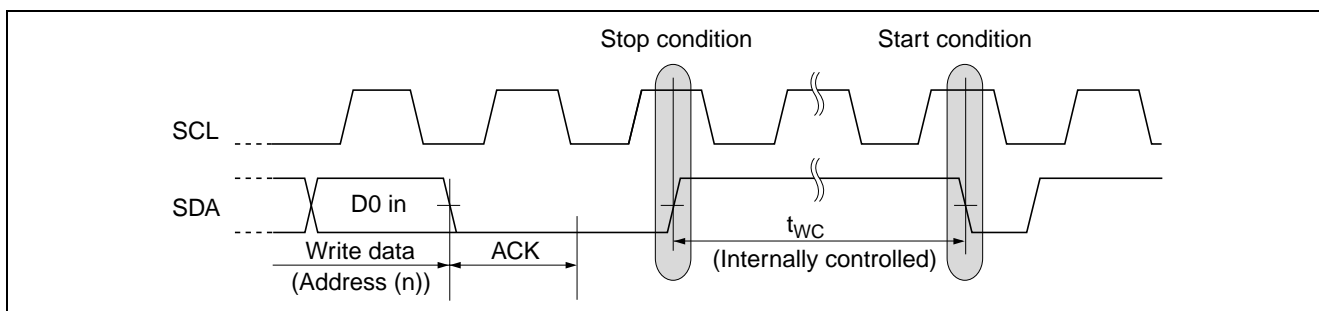 Stop condition
Start condition
SCL
SDA
D0 in
Write data
(Address (n))
ACK
tWC
(Internally controlled)